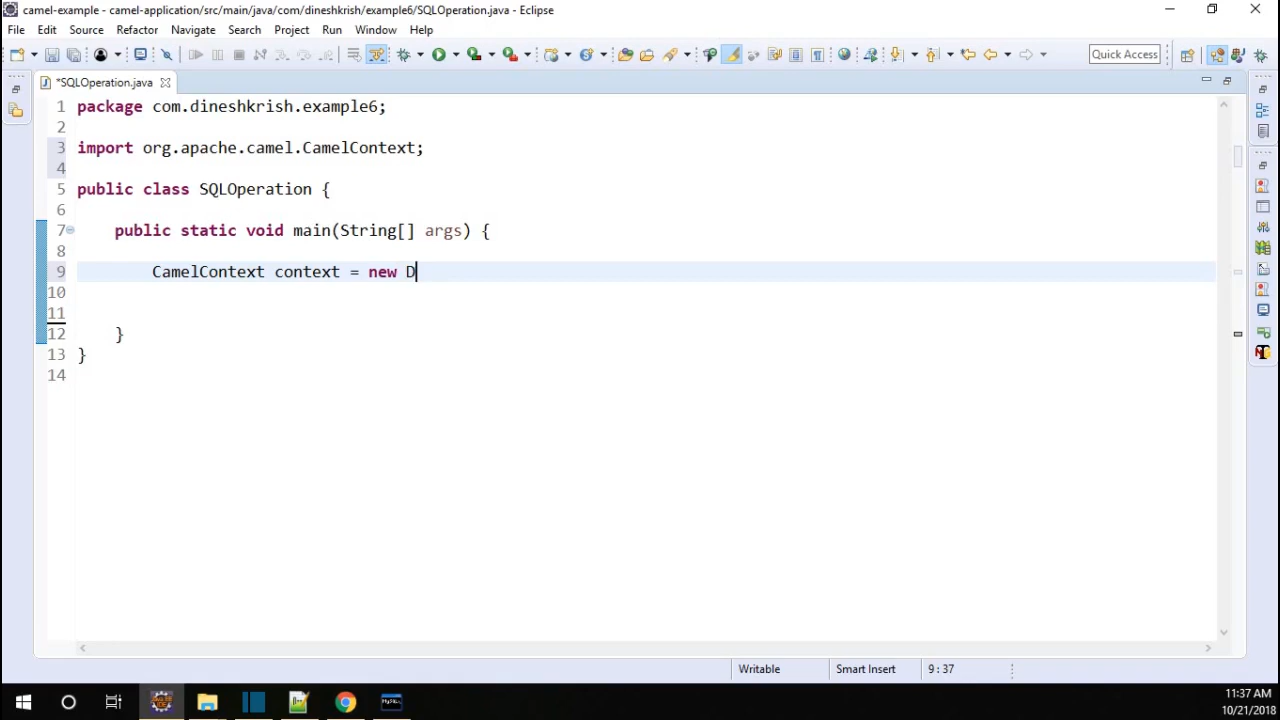 camel-example - camel-application/src/main/java/com/dineshkrish/example6/SQLOperation.java - Eclipse
File Edit Source Refactor Navigate Search Project Run Window Help
Quick Access
*SQLOperation.java
1 package com.dineshkrish.example6;
2
3 import org.apache.camel.CamelContext;
4
5 public class SQLOperation {
6
7 public static void main(String[] args) {
8
9 CamelContext context = new D
10
11
12 }
13 }
14
Writable Smart Insert 9 : 37
11:37 AM
10/21/2018